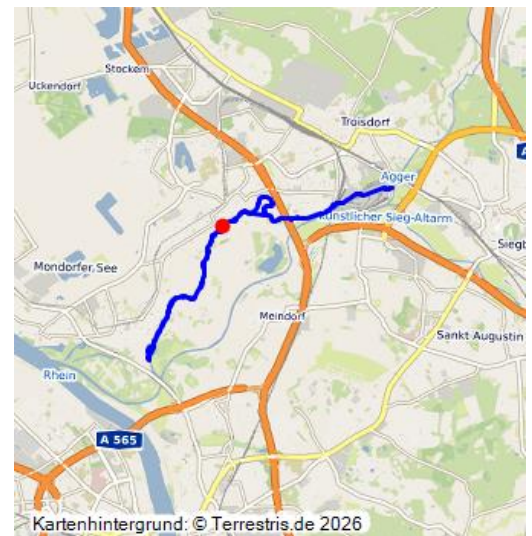 Stockem
Uckendorf
Troisdorf
A
Agger
Künstlicher Sieg-Altarm
Siegb
Mondorfer See
Meindorf
Sankt Augustin
Rhein
A 565
Kartenhintergrund: © Terrestris.de 2026